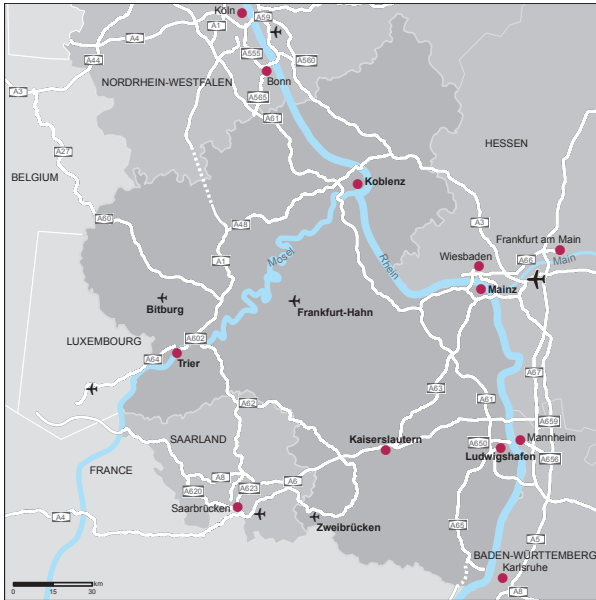 Köln
A59
A1
A4
A44
A555
A560
NORDRHEIN-WESTFALEN
Bonn
A3
A565
A61
HESSEN
A27
BELGIUM
Koblenz
A60
A48
A3
Frankfurt am Main
Mosel
Wiesbaden
A66
Main
A1
Rhein
Mainz
Bitburg
Frankfurt-Hahn
LUXEMBOURG
A602
A64
Trier
A67
A63
A61
A62
A659
SAARLAND
Kaiserslautern
A650
Mannheim
Ludwigshafen
A656
FRANCE
A8
A6
A620
A623
Saarbrücken
A4
Zweibrücken
A65
A5
BADEN-WÜRTTEMBERG
Karlsruhe
km
0
15
30
A8